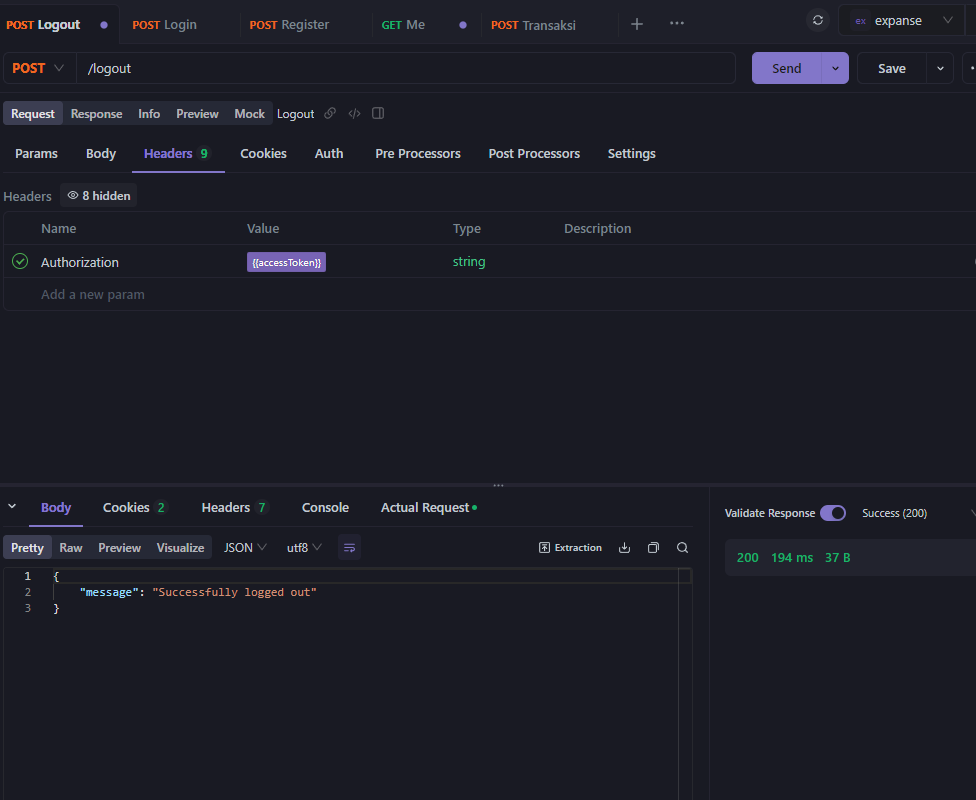 POST Logout POST Login POST Register GET Me POST Transaksi ex expanse
POST /logout Send Save
Request Response Info Preview Mock Logout
Params Body Headers 9 Cookies Auth Pre Processors Post Processors Settings
Headers 8 hidden
Name Value Type Description
Authorization {{accessToken}} string
Add a new param
Body Cookies 2 Headers 7 Console Actual Request Validate Response Success (200)
Pretty Raw Preview Visualize JSON utf8 Extraction
200 194 ms 37 B
1 {
2 "message": "Successfully logged out"
3 }